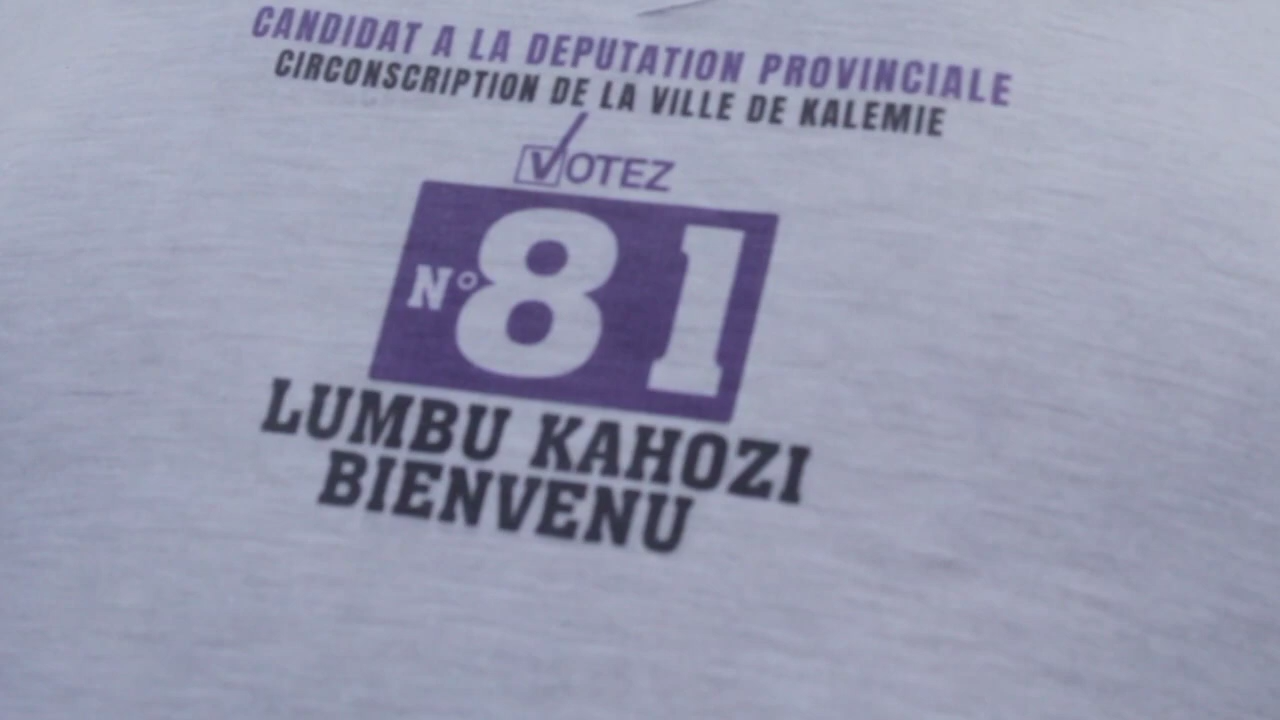 CANDIDAT A LA DEPUTATION PROVINCIALE
CIRCONSCRIPTION DE LA VILLE DE KALEMIE
VOTEZ
N° 81
LUMBU KAHOZI
BIENVENU